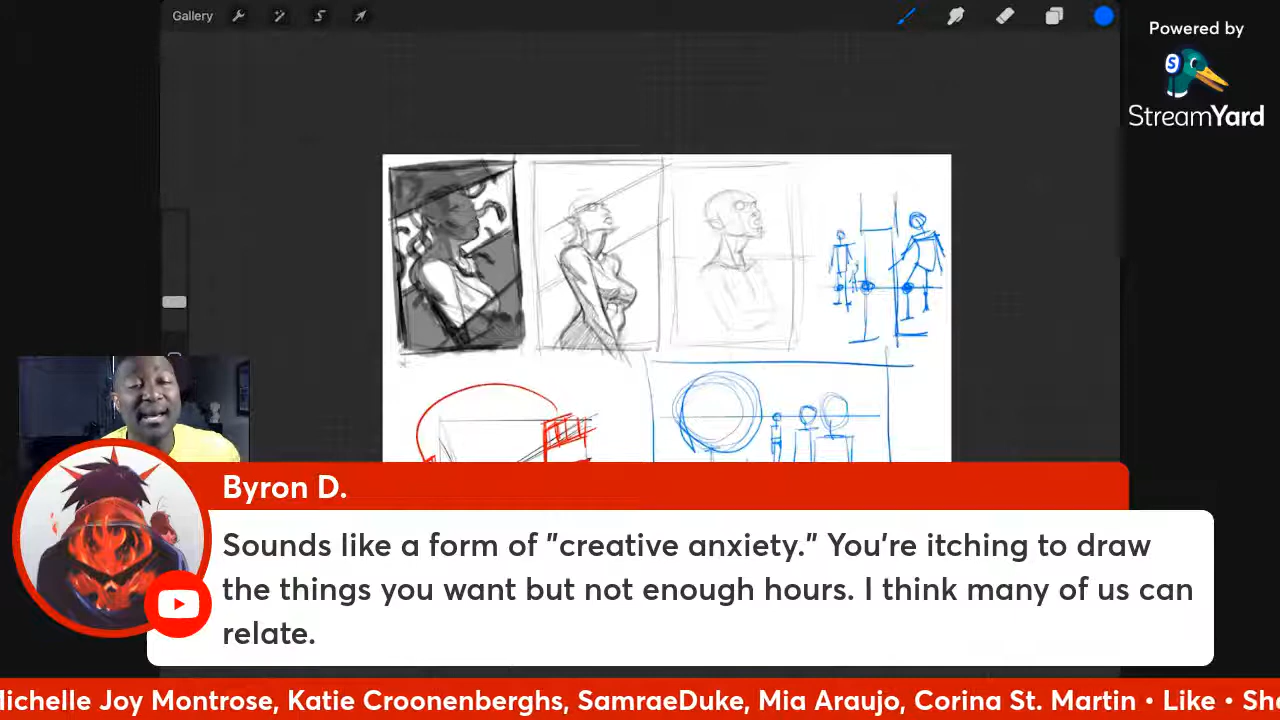 Gallery
Powered by
S
StreamYard
Byron D.
Sounds like a form of "creative anxiety." You're itching to draw
the things you want but not enough hours. I think many of us can
relate.
Michelle Joy Montrose, Katie Croonenberghs, SamraeDuke, Mia Araujo, Corina St. Martin • Like • Sh